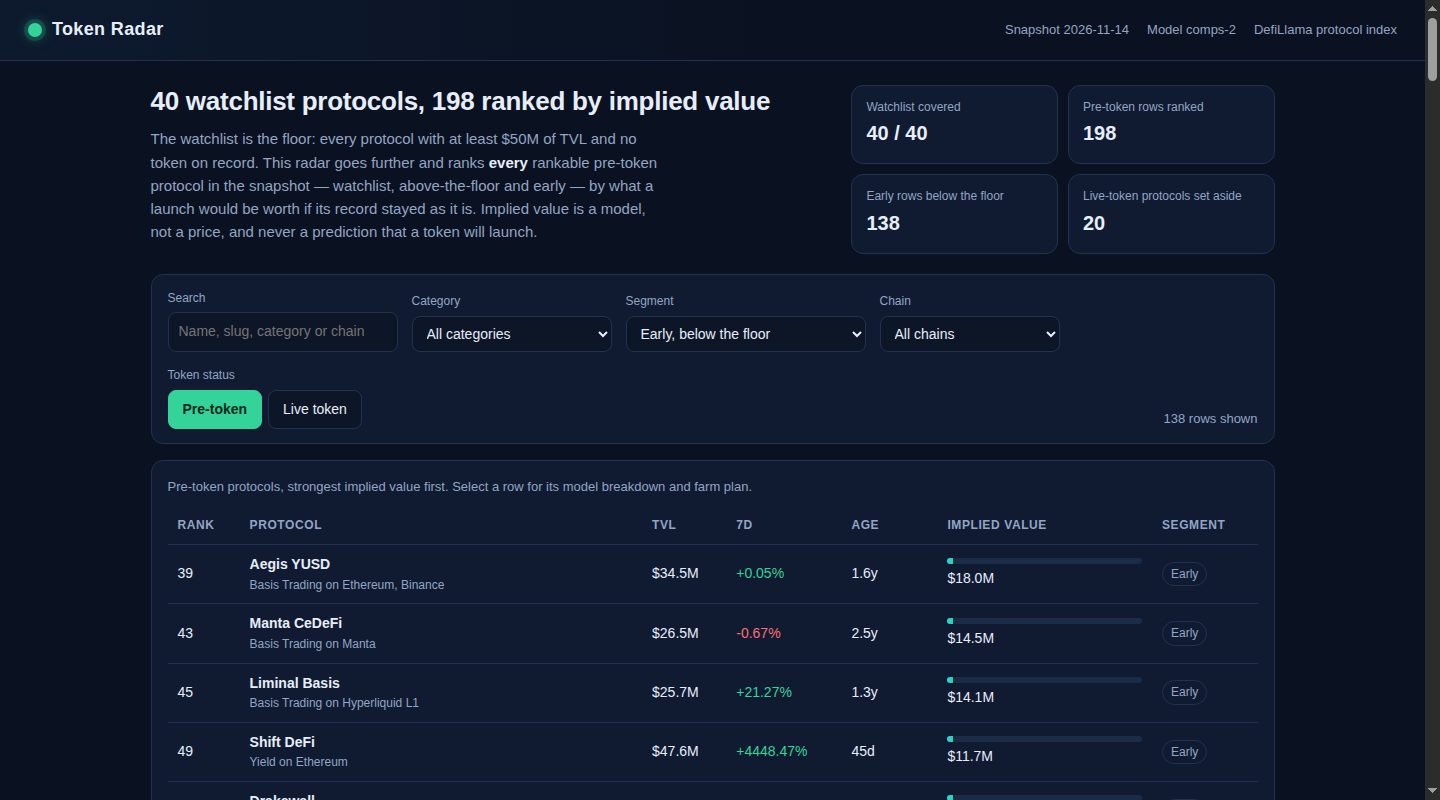 Token Radar
Snapshot 2026-11-14 Model comps-2 DefiLlama protocol index
40 watchlist protocols, 198 ranked by implied value
The watchlist is the floor: every protocol with at least $50M of TVL and no
token on record. This radar goes further and ranks every rankable pre-token
protocol in the snapshot — watchlist, above-the-floor and early — by what a
launch would be worth if its record stayed as it is. Implied value is a model,
not a price, and never a prediction that a token will launch.
Watchlist covered
40 / 40
Pre-token rows ranked
198
Early rows below the floor
138
Live-token protocols set aside
20
Search
Name, slug, category or chain
Category
All categories
Segment
Early, below the floor
Chain
All chains
Token status
Pre-token Live token
138 rows shown
Pre-token protocols, strongest implied value first. Select a row for its model breakdown and farm plan.
RANK PROTOCOL TVL 7D AGE IMPLIED VALUE SEGMENT
39 Aegis YUSD $34.5M +0.05% 1.6y $18.0M Early
Basis Trading on Ethereum, Binance
43 Manta CeDeFi $26.5M -0.67% 2.5y $14.5M Early
Basis Trading on Manta
45 Liminal Basis $25.7M +21.27% 1.3y $14.1M Early
Basis Trading on Hyperliquid L1
49 Shift DeFi $47.6M +4448.47% 45d $11.7M Early
Yield on Ethereum